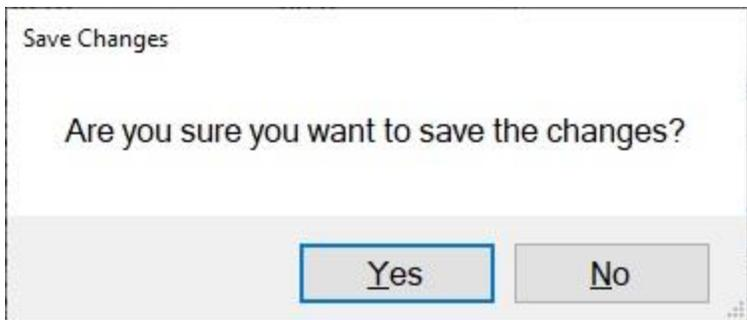 Save Changes
Are you sure you want to save the changes?
Yes
No